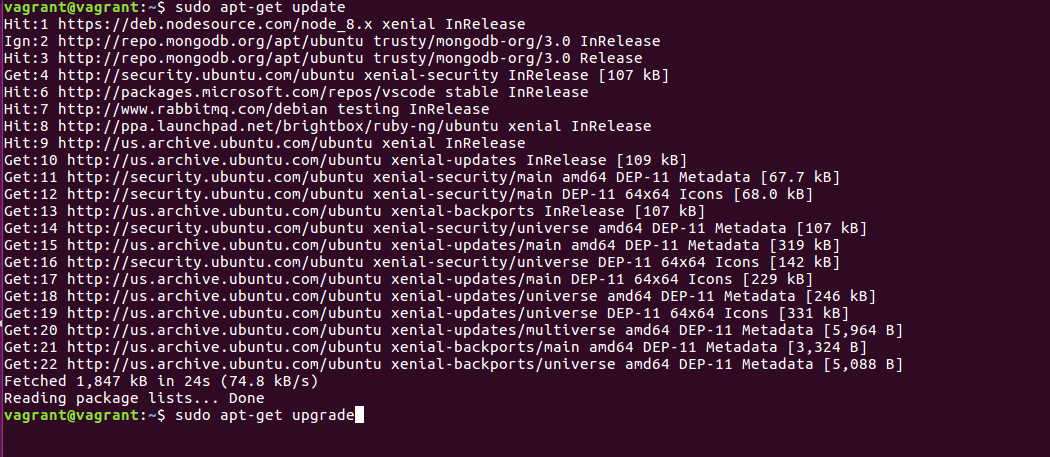 vagrant@vagrant:~$ sudo apt-get update
Hit:1 https://deb.nodesource.com/node_8.x xenial InRelease
Ign:2 http://repo.mongodb.org/apt/ubuntu trusty/mongodb-org/3.0 InRelease
Hit:3 http://repo.mongodb.org/apt/ubuntu trusty/mongodb-org/3.0 Release
Get:4 http://security.ubuntu.com/ubuntu xenial-security InRelease [107 kB]
Hit:6 http://packages.microsoft.com/repos/vscode stable InRelease
Hit:7 http://www.rabbitmq.com/debian testing InRelease
Hit:8 http://ppa.launchpad.net/brightbox/ruby-ng/ubuntu xenial InRelease
Hit:9 http://us.archive.ubuntu.com/ubuntu xenial InRelease
Get:10 http://us.archive.ubuntu.com/ubuntu xenial-updates InRelease [109 kB]
Get:11 http://security.ubuntu.com/ubuntu xenial-security/main amd64 DEP-11 Metadata [67.7 kB]
Get:12 http://security.ubuntu.com/ubuntu xenial-security/main DEP-11 64x64 Icons [68.0 kB]
Get:13 http://us.archive.ubuntu.com/ubuntu xenial-backports InRelease [107 kB]
Get:14 http://security.ubuntu.com/ubuntu xenial-security/universe amd64 DEP-11 Metadata [107 kB]
Get:15 http://us.archive.ubuntu.com/ubuntu xenial-updates/main amd64 DEP-11 Metadata [319 kB]
Get:16 http://security.ubuntu.com/ubuntu xenial-security/universe DEP-11 64x64 Icons [142 kB]
Get:17 http://us.archive.ubuntu.com/ubuntu xenial-updates/main DEP-11 64x64 Icons [229 kB]
Get:18 http://us.archive.ubuntu.com/ubuntu xenial-updates/universe amd64 DEP-11 Metadata [246 kB]
Get:19 http://us.archive.ubuntu.com/ubuntu xenial-updates/universe DEP-11 64x64 Icons [331 kB]
Get:20 http://us.archive.ubuntu.com/ubuntu xenial-updates/multiverse amd64 DEP-11 Metadata [5,964 B]
Get:21 http://us.archive.ubuntu.com/ubuntu xenial-backports/main amd64 DEP-11 Metadata [3,324 B]
Get:22 http://us.archive.ubuntu.com/ubuntu xenial-backports/universe amd64 DEP-11 Metadata [5,088 B]
Fetched 1,847 kB in 24s (74.8 kB/s)
Reading package lists... Done
vagrant@vagrant:~$ sudo apt-get upgrade